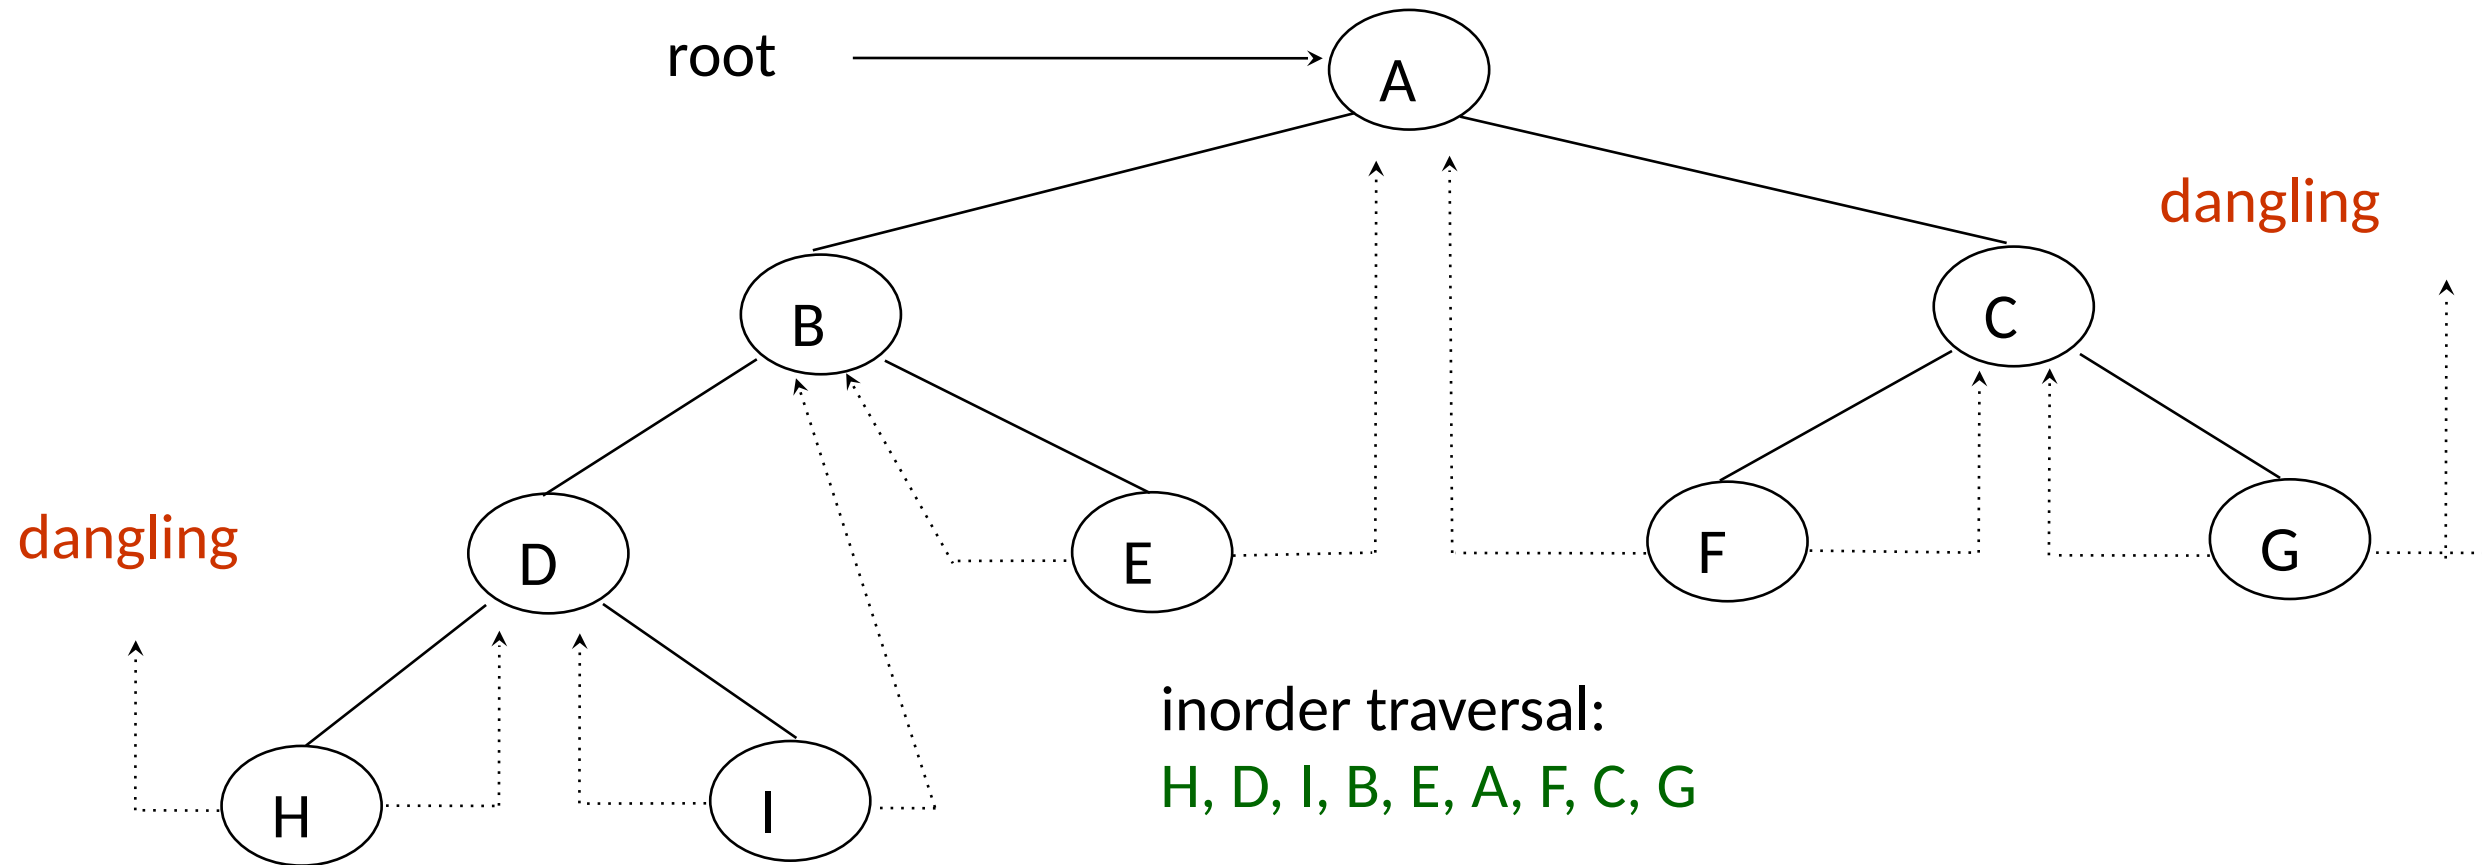 root
A
dangling
B
C
dangling
D
E
F
G
inorder traversal:
H, D, I, B, E, A, F, C, G
H
I